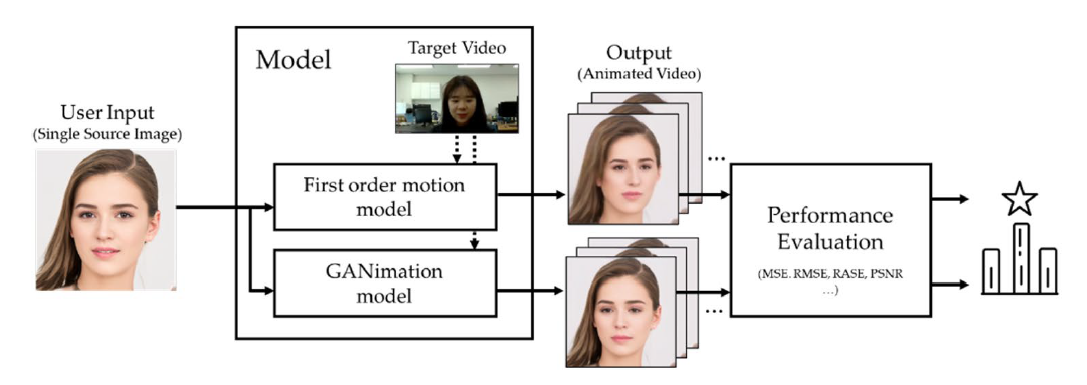 User Input
(Single Source Image)
Model
Target Video
First order motion
model
GANimation
model
Output
(Animated Video)
...
...
Performance
Evaluation
(MSE. RMSE, RASE, PSNR
...)